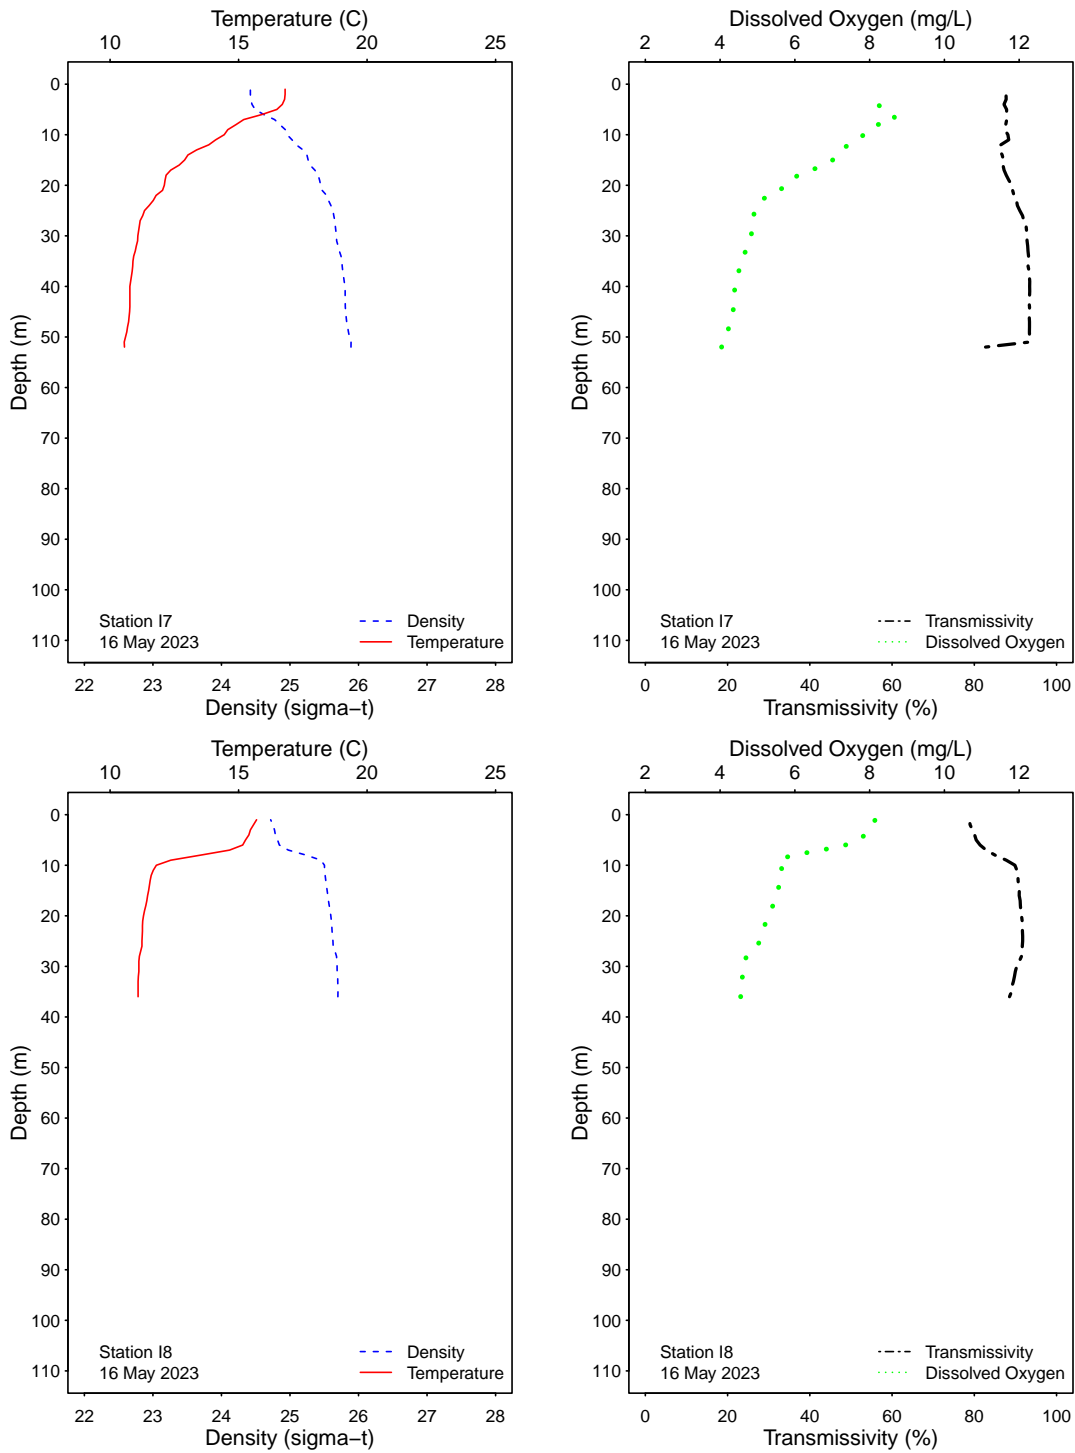 Temperature (C)
10 15 20 25
0
10
20
30
40
50
60
70
80
90
100
110
Depth (m)
Station I7
16 May 2023
Density
Temperature
22 23 24 25 26 27 28
Density (sigma−t)
Dissolved Oxygen (mg/L)
2 4 6 8 10 12
0
10
20
30
40
50
60
70
80
90
100
110
Depth (m)
Station I7
16 May 2023
Transmissivity
Dissolved Oxygen
0 20 40 60 80 100
Transmissivity (%)
Temperature (C)
10 15 20 25
0
10
20
30
40
50
60
70
80
90
100
110
Depth (m)
Station I8
16 May 2023
Density
Temperature
22 23 24 25 26 27 28
Density (sigma−t)
Dissolved Oxygen (mg/L)
2 4 6 8 10 12
0
10
20
30
40
50
60
70
80
90
100
110
Depth (m)
Station I8
16 May 2023
Transmissivity
Dissolved Oxygen
0 20 40 60 80 100
Transmissivity (%)